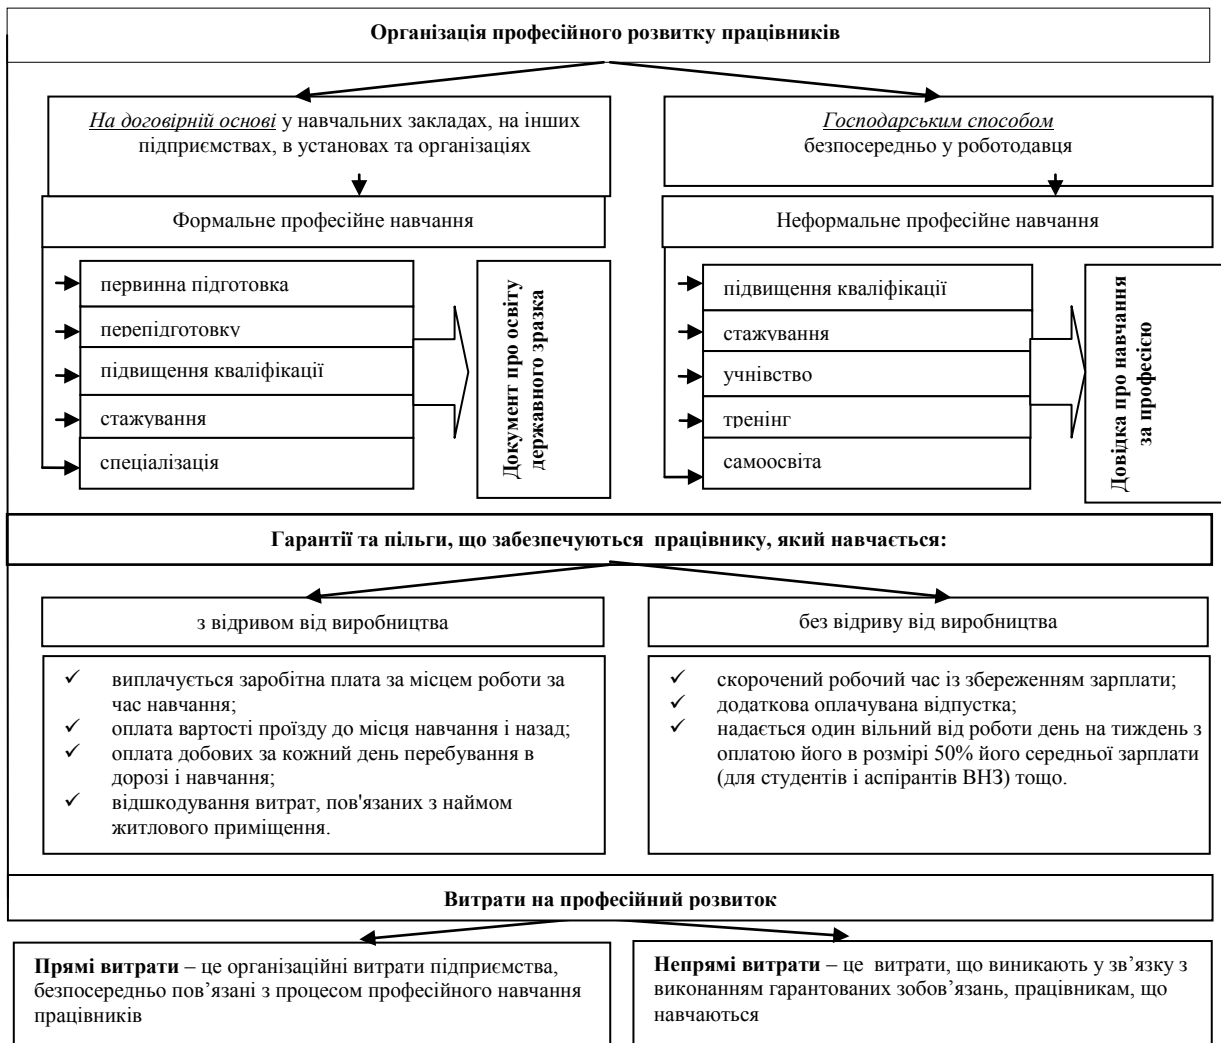 Організація професійного розвитку працівників
На договірній основі у навчальних закладах, на інших
підприємствах, в установах та організаціях
Господарським способом
безпосередньо у роботодавця
Формальне професійне навчання
Неформальне професійне навчання
первинна підготовка
перепідготовку
підвищення кваліфікації
стажування
спеціалізація
Документ про освіту
державного зразка
підвищення кваліфікації
стажування
учнівство
тренінг
самоосвіта
Довідка про навчання
за професією
Гарантії та пільги, що забезпечуються працівнику, який навчається:
з відривом від виробництва
без відриву від виробництва
✓ виплачується заробітна плата за місцем роботи за
час навчання;
✓ оплата вартості проїзду до місця навчання і назад;
✓ оплата добових за кожний день перебування в
дорозі і навчання;
✓ відшкодування витрат, пов'язаних з наймом
житлового приміщення.
✓ скорочений робочий час із збереженням зарплати;
✓ додаткова оплачувана відпустка;
✓ надається один вільний від роботи день на тиждень з
оплатою його в розмірі 50% його середньої зарплати
(для студентів і аспірантів ВНЗ) тощо.
Витрати на професійний розвиток
Прямі витрати – це організаційні витрати підприємства,
безпосередньо пов’язані з процесом професійного навчання
працівників
Непрямі витрати – це витрати, що виникають у зв’язку з
виконанням гарантованих зобов’язань, працівникам, що
навчаються